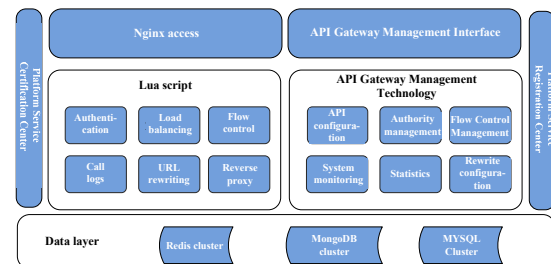 Platform Service
Certification Center
Nginx access
API Gateway Management Interface
Platform Service
Registration Center
Lua script
Authenti-
cation
Load
balancing
Flow
control
Call
logs
URL
rewriting
Reverse
proxy
API Gateway Management
Technology
API
configura-
tion
Authority
management
Flow Control
Management
System
monitoring
Statistics
Rewrite
configura-
tion
Data layer
Redis cluster
MongoDB
cluster
MYSQL
Cluster